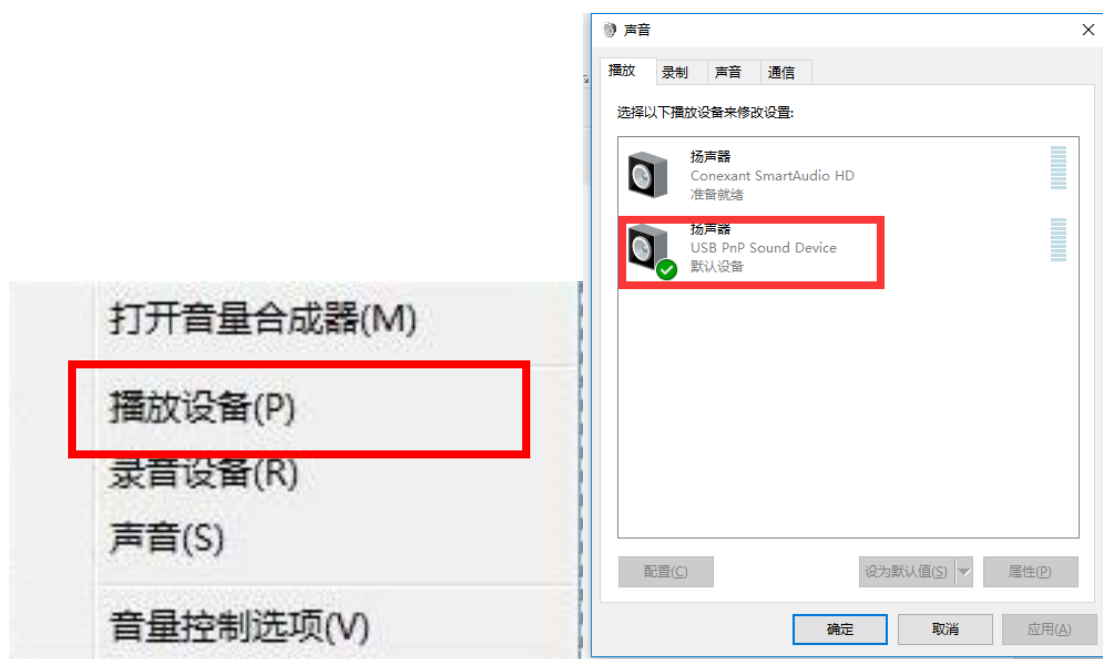 打开音量合成器(M)
播放设备(P)
录音设备(R)
声音(S)
音量控制选项(V)
声音
播放 录制 声音 通信
选择以下播放设备来修改设置:
扬声器
Conexant SmartAudio HD
准备就绪
扬声器
USB PnP Sound Device
默认设备
配置(C) 设为默认值(S) 属性(P)
确定 取消 应用(A)